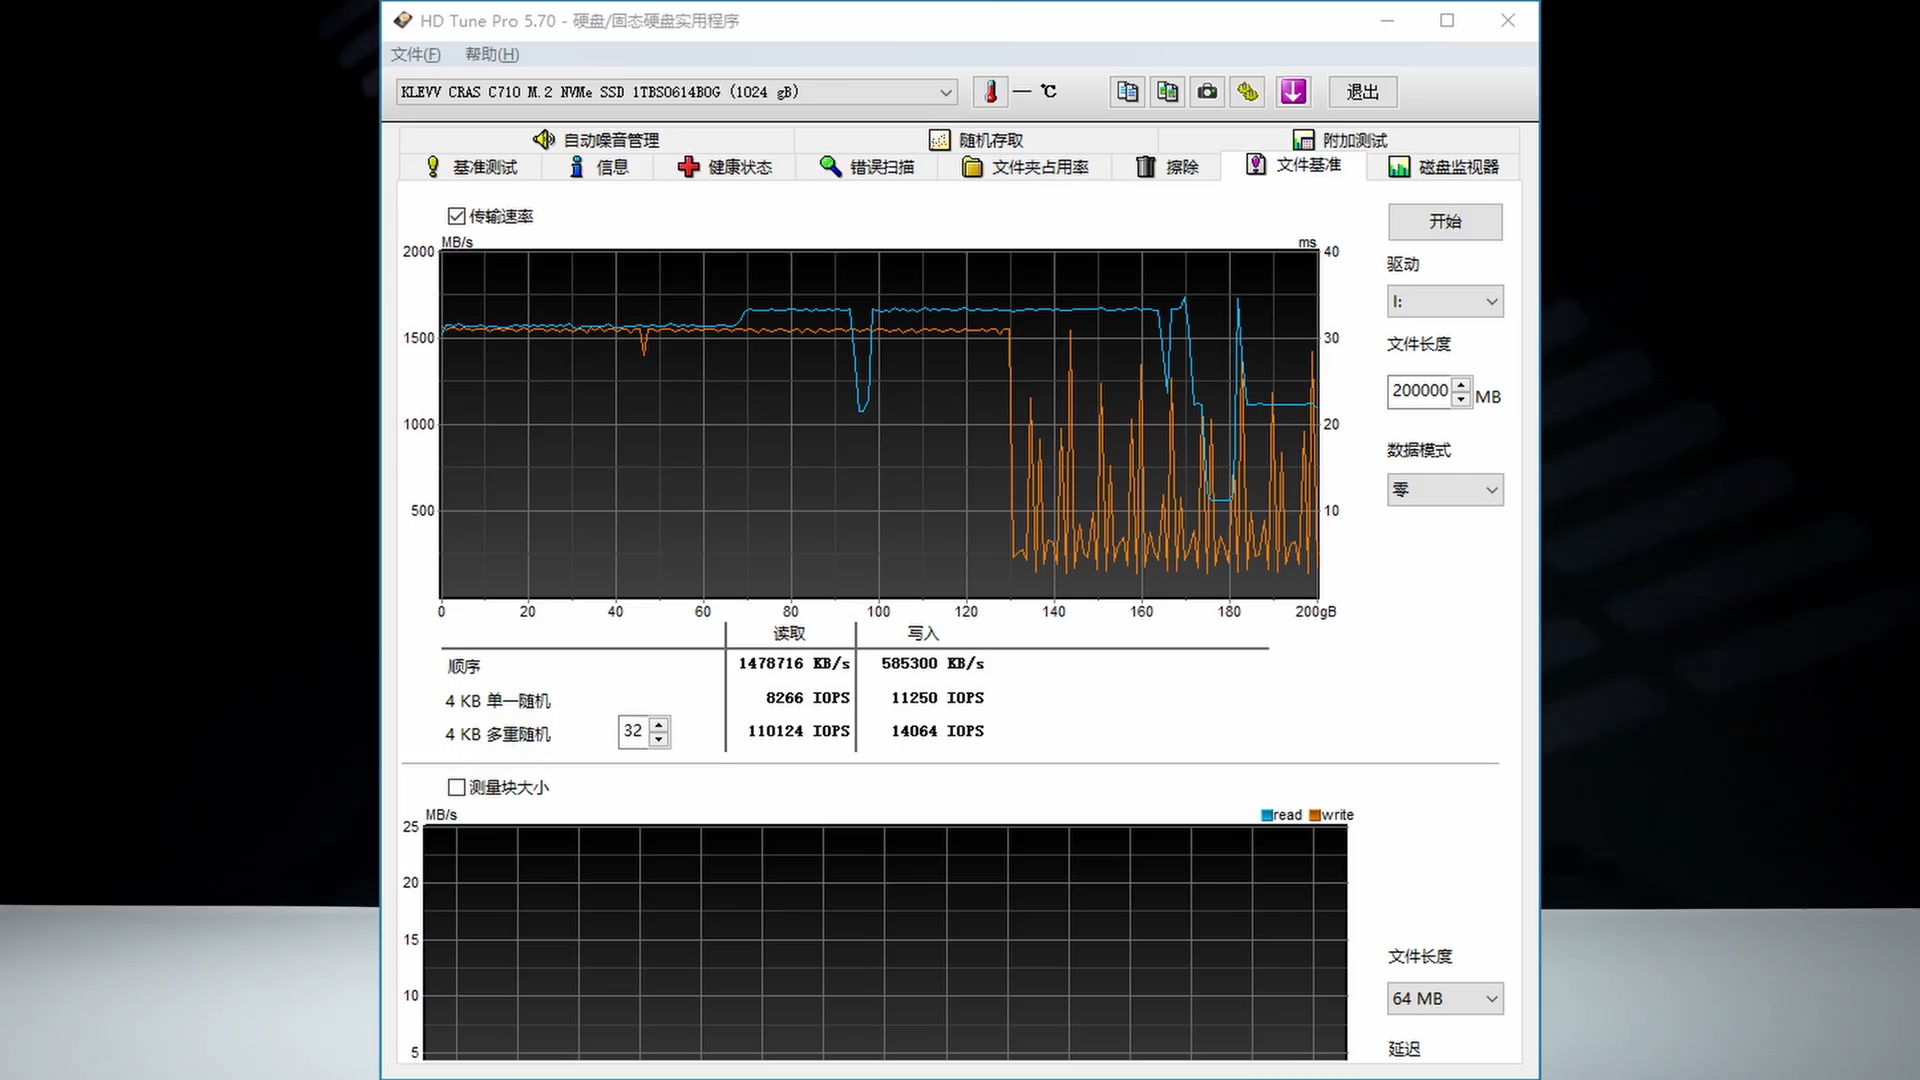 HD Tune Pro 5.70 - 硬盘/固态硬盘实用程序
文件(F) 帮助(H)
KLEVV CRAS C710 M.2 NVMe SSD 1TBS0614B0G (1024 gB) — ℃ 退出
自动噪音管理 随机存取 附加测试
基准测试 信息 健康状态 错误扫描 文件夹占用率 擦除 文件基准 磁盘监视器
传输速率
开始
MB/s ms
2000 40
驱动
I:
1500 30
文件长度
200000 MB
1000 20
数据模式
零
500 10
0 20 40 60 80 100 120 140 160 180 200gB
读取 写入
顺序 1478716 KB/s 585300 KB/s
4 KB 单一随机 8266 IOPS 11250 IOPS
4 KB 多重随机 32 110124 IOPS 14064 IOPS
测量块大小
MB/s read write
25
20
15
文件长度
10 64 MB
5 延迟